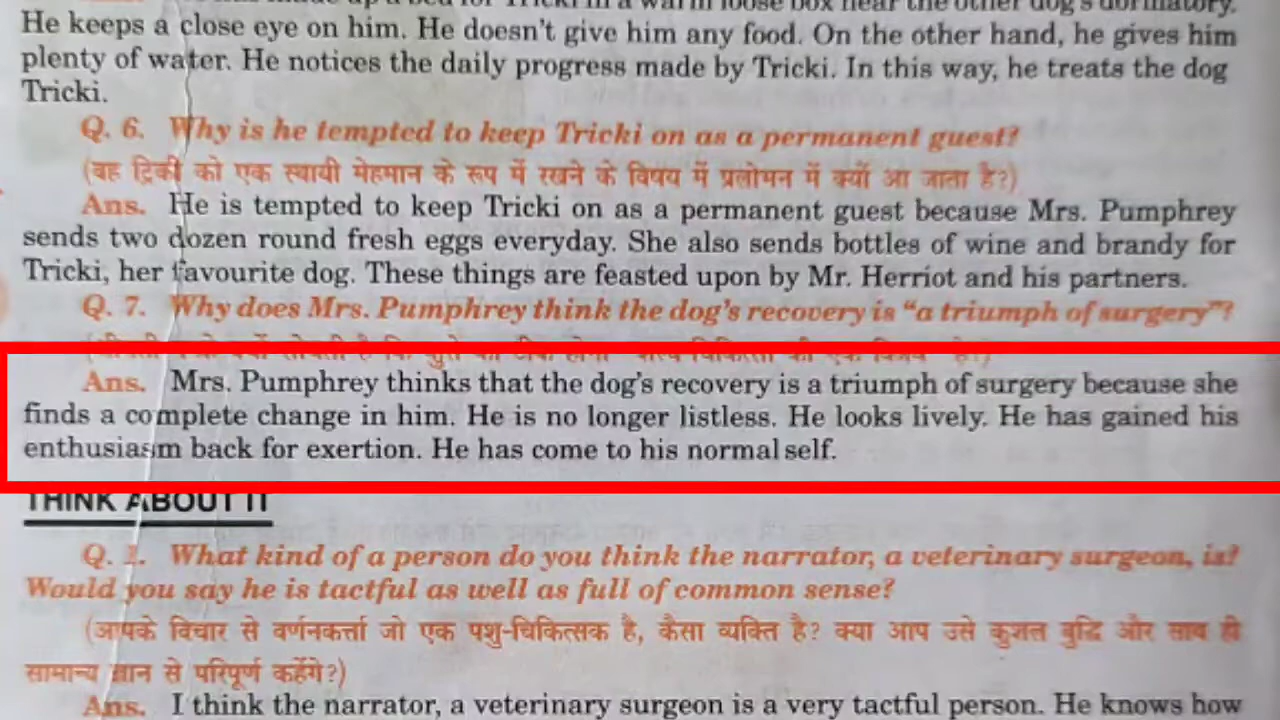 He keeps a close eye on him. He doesn't give him any food. On the other hand, he gives him
plenty of water. He notices the daily progress made by Tricki. In this way, he treats the dog
Tricki.
Q. 6. Why is he tempted to keep Tricki on as a permanent guest?
(वह ट्रिकी को एक स्थायी मेहमान के रूप में रखने के विषय में प्रलोभन में क्यों आ जाता है?)
Ans. He is tempted to keep Tricki on as a permanent guest because Mrs. Pumphrey
sends two dozen round fresh eggs everyday. She also sends bottles of wine and brandy for
Tricki, her favourite dog. These things are feasted upon by Mr. Herriot and his partners.
Q. 7. Why does Mrs. Pumphrey think the dog's recovery is “a triumph of surgery”?
Ans. Mrs. Pumphrey thinks that the dog's recovery is a triumph of surgery because she
finds a complete change in him. He is no longer listless. He looks lively. He has gained his
enthusiasm back for exertion. He has come to his normal self.
THINK ABOUT IT
Q. 1. What kind of a person do you think the narrator, a veterinary surgeon, is?
Would you say he is tactful as well as full of common sense?
(आपके विचार से वर्णनकर्त्ता जो एक पशु-चिकित्सक है, कैसा व्यक्ति है? क्या आप उसे कुशल बुद्धि और साथ ही
सामान्य ज्ञान से परिपूर्ण कहेंगे?)
Ans. I think the narrator, a veterinary surgeon is a very tactful person. He knows how